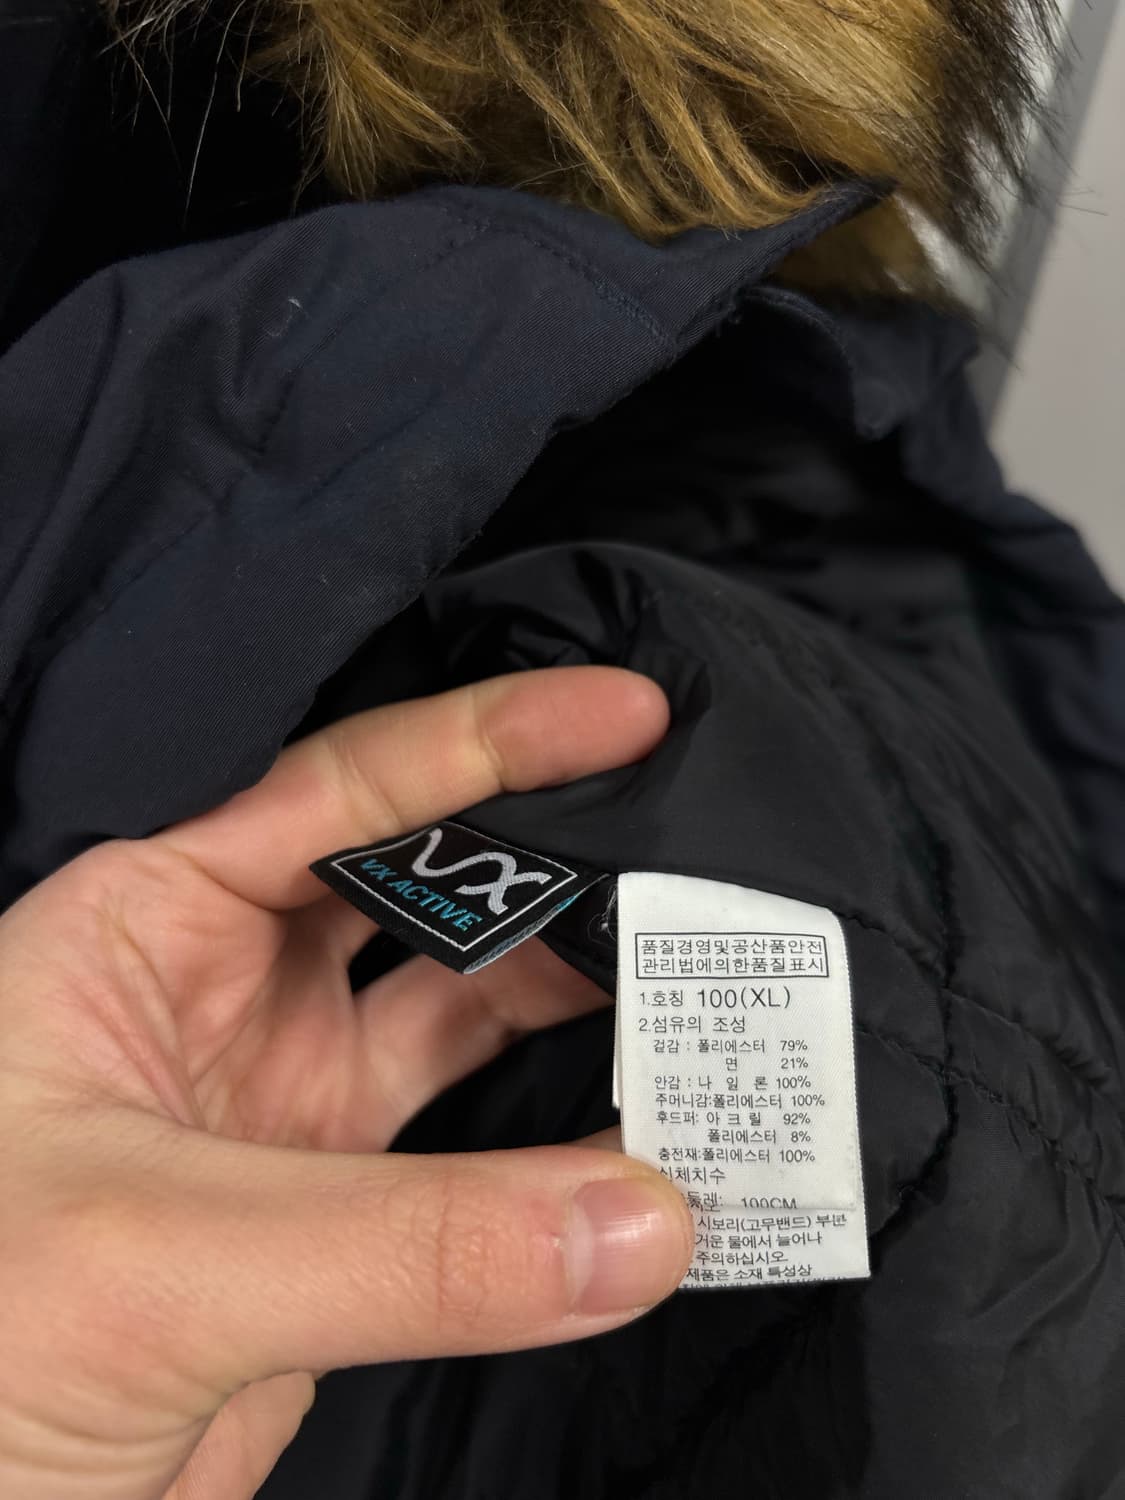 VX
VX ACTIVE
품질경영및공산품안전
관리법에의한품질표시
1.호칭 100(XL)
2.섬유의 조성
겉감 : 폴리에스터 79%
면 21%
안감 : 나 일 론 100%
주머니감:폴리에스터 100%
후드퍼: 아 크 릴 92%
폴리에스터 8%
충전재:폴리에스터 100%
신체치수
둘레: 100CM
시보리(고무밴드) 부분
거운 물에서 늘어나
주의하십시오.
제품은 소재 특성상